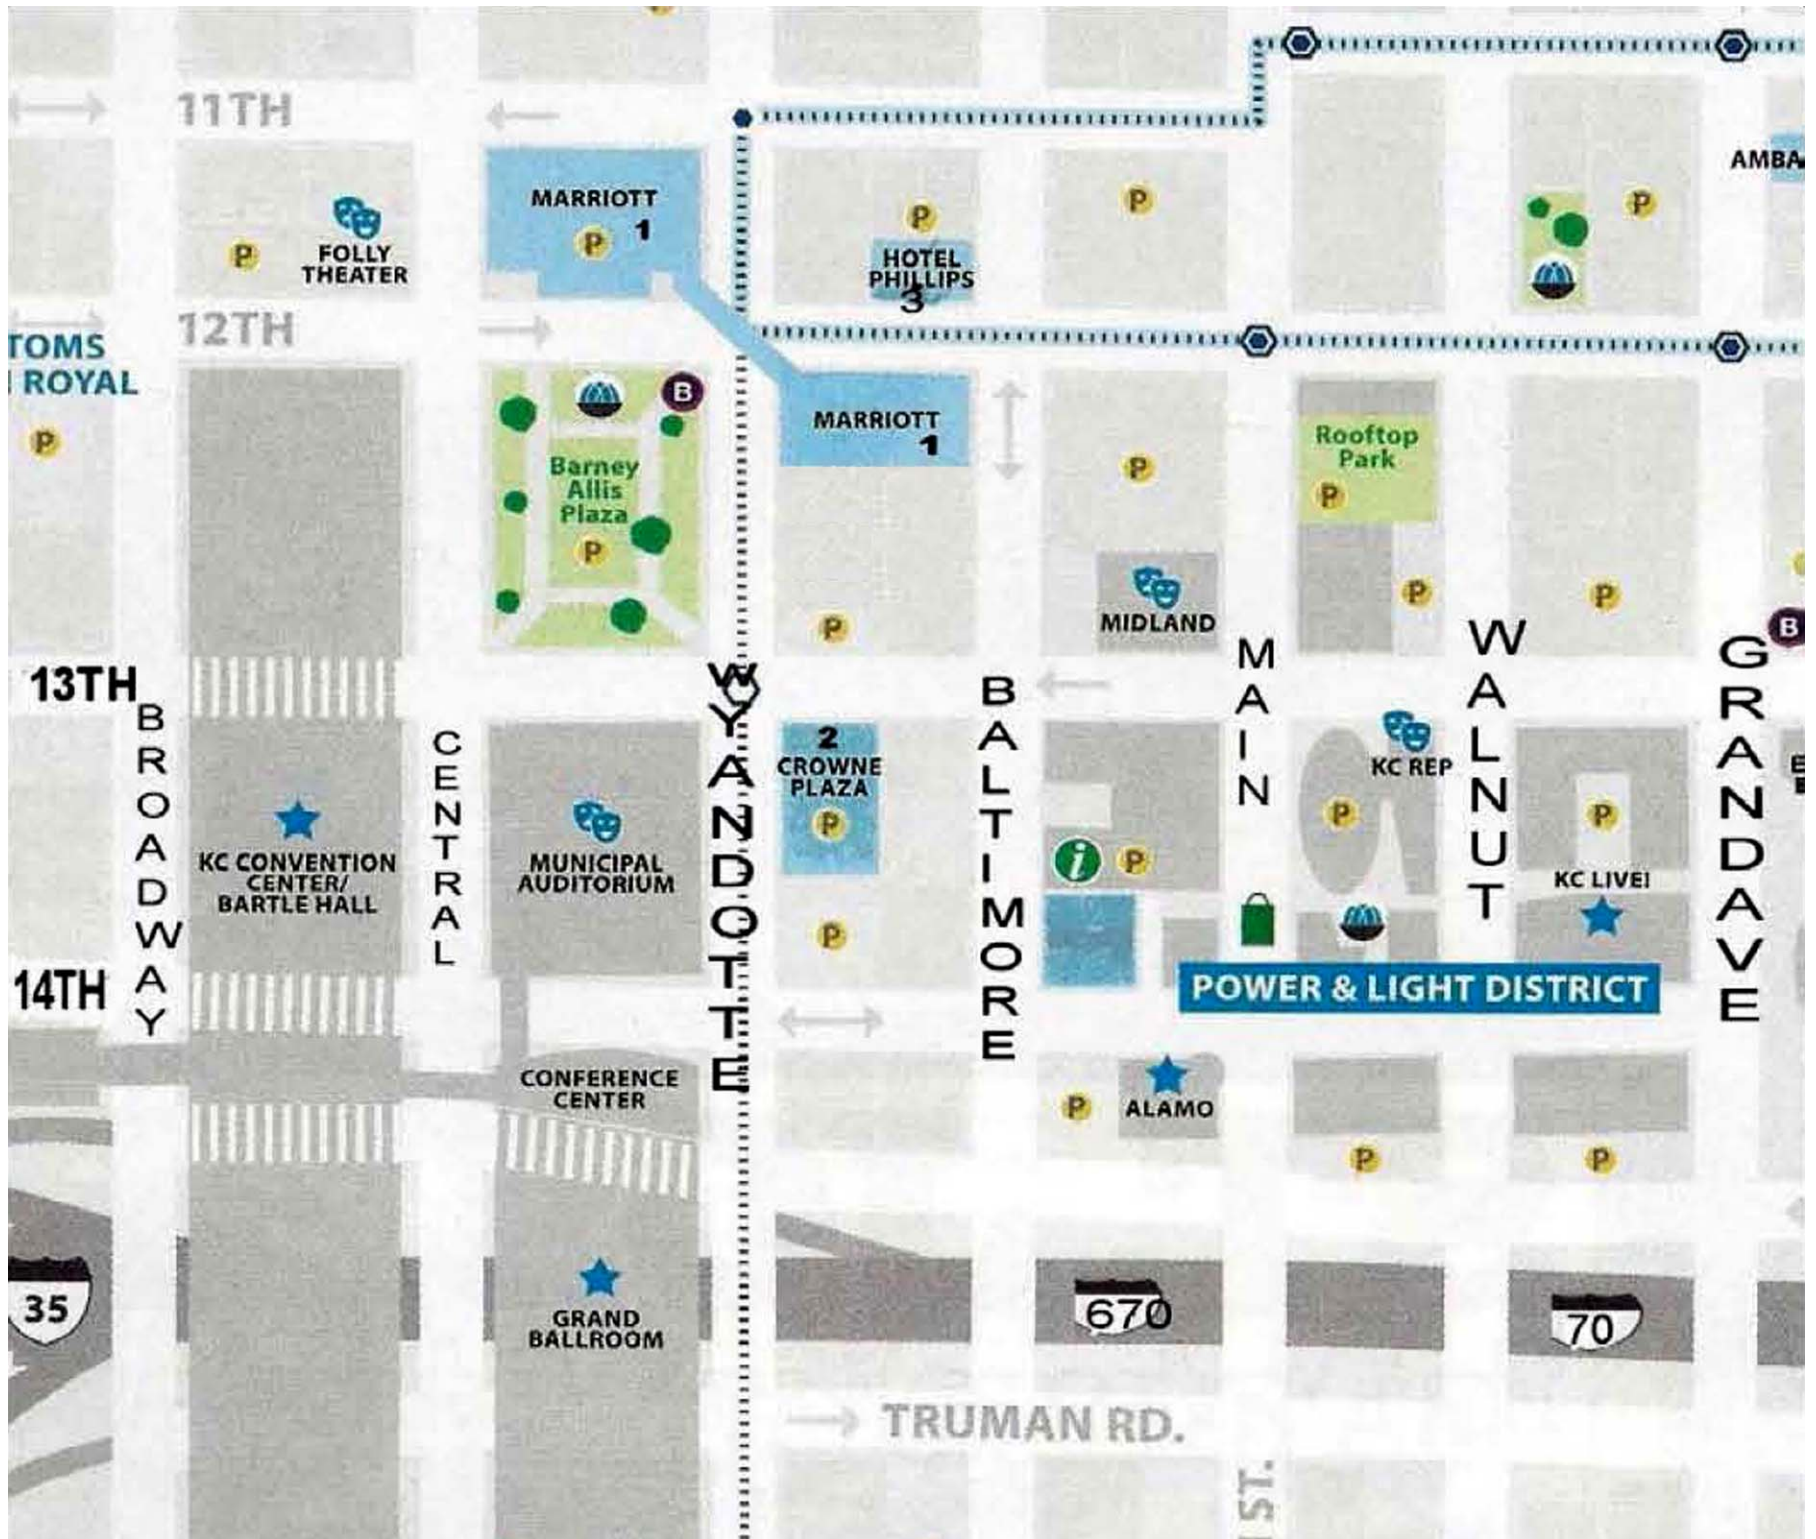 11TH
MARRIOTT
1
P
FOLLY
THEATER
P
P
HOTEL
PHILLIPS
3
P
P
AMBA
12TH
TOMS
ROYAL
P
B
Barney
Allis
Plaza
P
MARRIOTT
1
P
P
MIDLAND
Rooftop
Park
P
P
P
B
13TH
BROADWAY
CENTRAL
WYANDOTTE
BALTIMORE
MAIN
WALNUT
GRANDAVE
KC CONVENTION
CENTER/
BARTLE HALL
MUNICIPAL
AUDITORIUM
2
CROWNE
PLAZA
P
P
i
P
KC REP
P
P
KC LIVE!
14TH
POWER & LIGHT DISTRICT
CONFERENCE
CENTER
P
ALAMO
P
P
35
GRAND
BALLROOM
670
70
TRUMAN RD.
ST.